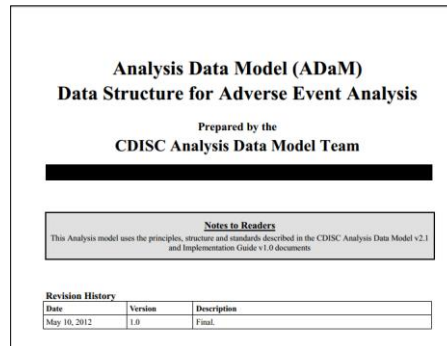 Analysis Data Model (ADaM)
Data Structure for Adverse Event Analysis
Prepared by the
CDISC Analysis Data Model Team
Notes to Readers
This Analysis model uses the principles, structure and standards described in the CDISC Analysis Data Model v2.1
and Implementation Guide v1.0 documents
Revision History
Date Version Description
May 10, 2012 1.0 Final.